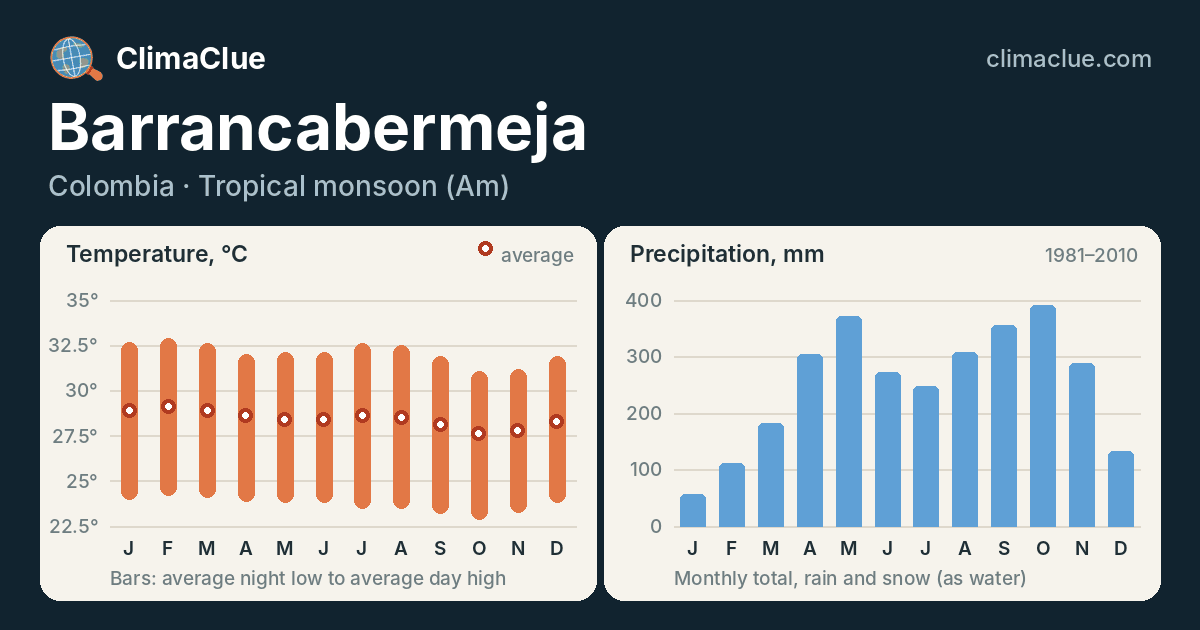 ClimaClue
climaclue.com
Barrancabermeja
Colombia · Tropical monsoon (Am)
Temperature, °C
average
35°
32.5°
30°
27.5°
25°
22.5°
J F M A M J J A S O N D
Bars: average night low to average day high
Precipitation, mm
1981–2010
400
300
200
100
0
J F M A M J J A S O N D
Monthly total, rain and snow (as water)